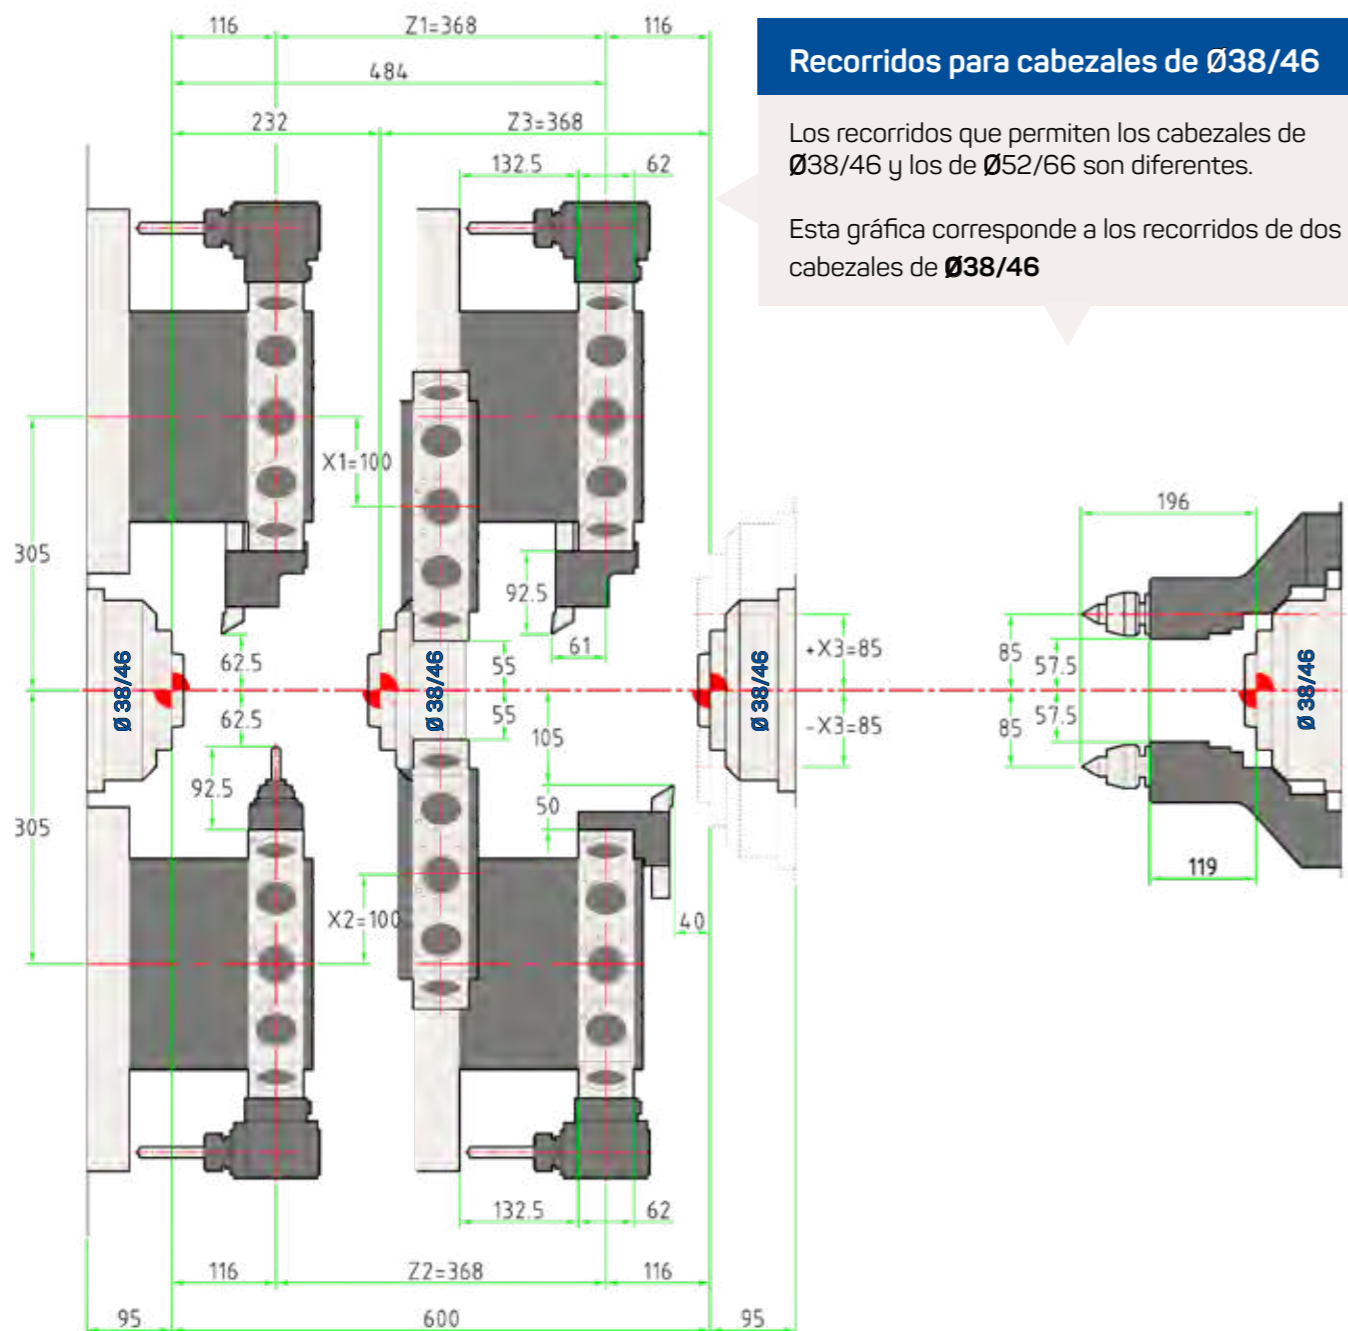 116
Z1=368
116
484
232
Z3=368
132.5
62
Recorridos para cabezales de Ø38/46
Los recorridos que permiten los cabezales de
Ø38/46 y los de Ø52/66 son diferentes.
Esta gráfica corresponde a los recorridos de dos
cabezales de Ø38/46
X1=100
305
92.5
61
62.5
55
+X3=85
196
85
57.5
Ø 38/46
Ø 38/46
Ø 38/46
Ø 38/46
62.5
55
105
-X3=85
85
57.5
92.5
50
305
119
X2=100
40
132.5
62
116
Z2=368
116
95
600
95